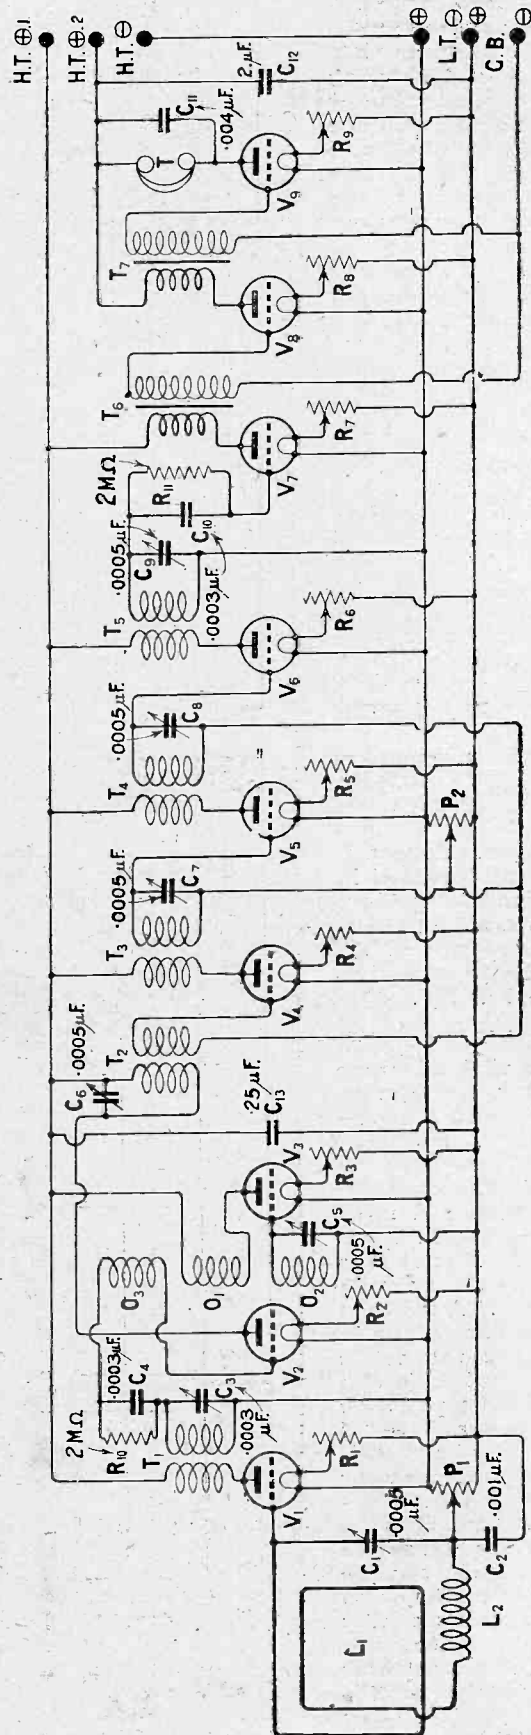 H.T. ⊕.1
H.T. ⊕.2
H.T. ⊖
⊕
L.T. ⊖
⊕
C.B. ⊖
2MΩ
R10
.0003μF.
C4
T1
C3
.0003 μF.
V1
R1
C1
.0005 μF.
P1
C2
.001μF.
L1
L2
O3
O1
O2
V2
R2
V3
R3
C5
.0005 μF.
.25μF.
C13
C6
.0005μF.
T2
V4
R4
T3
.0005μF.
C7
V5
R5
P2
T4
.0005μF.
C8
V6
R6
T5
.0005μF.
C9
.0003μF.
C10
2MΩ
R11
V7
R7
T6
V8
R8
T7
V9
R9
T
C11
.004μF.
2μF.
C12